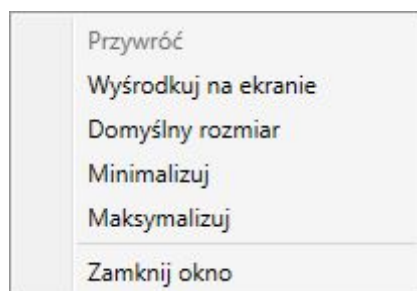 Przywróć
Wyśrodkuj na ekranie
Domyślny rozmiar
Minimalizuj
Maksymalizuj
Zamknij okno